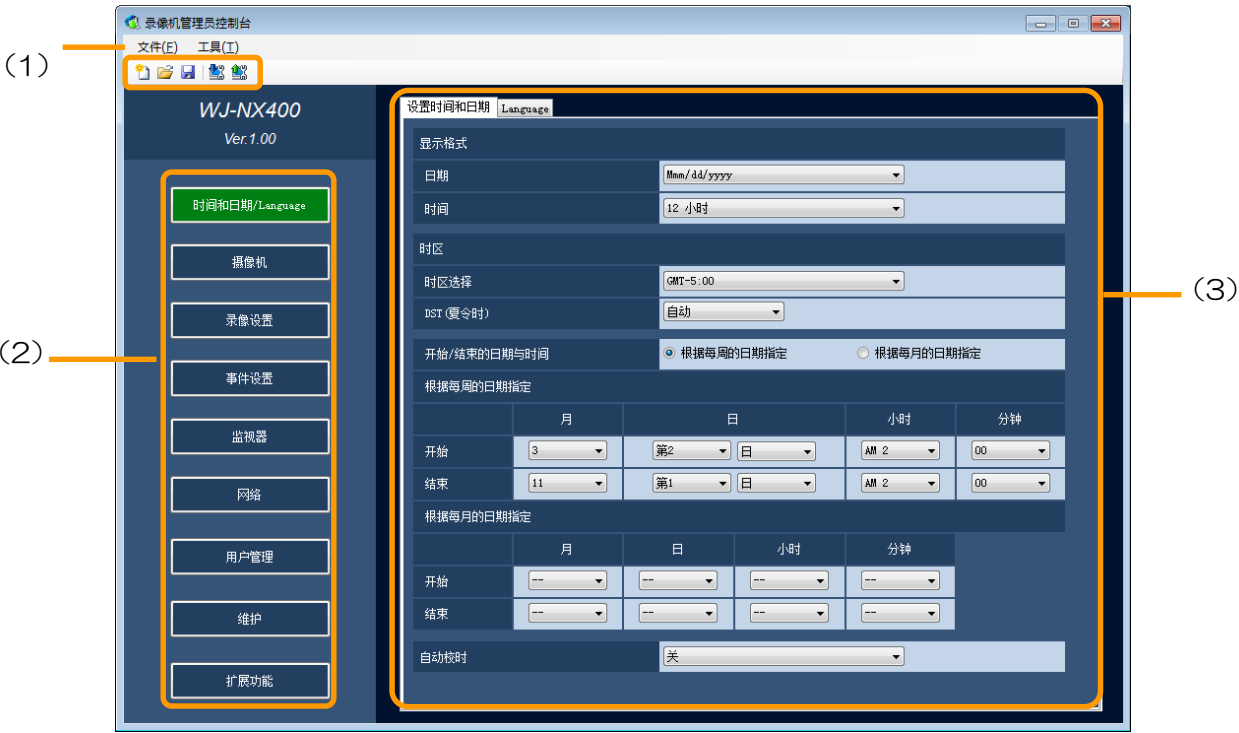 录像机管理员控制台
文件(F) 工具(T)
(1)
WJ-NX400
Ver.1.00
时间和日期/Language
摄像机
录像设置
事件设置
监视器
网络
用户管理
维护
扩展功能
(2)
设置时间和日期 Language
显示格式
日期 Mmm/dd/yyyy
时间 12 小时
时区
时区选择 GMT-5:00
DST(夏令时) 自动
开始/结束的日期与时间 根据每周的日期指定 根据每月的日期指定
根据每周的日期指定
月 日 小时 分钟
开始 3 第2 日 AM 2 00
结束 11 第1 日 AM 2 00
根据每月的日期指定
月 日 小时 分钟
开始 -- -- -- --
结束 -- -- -- --
自动校时 关
(3)